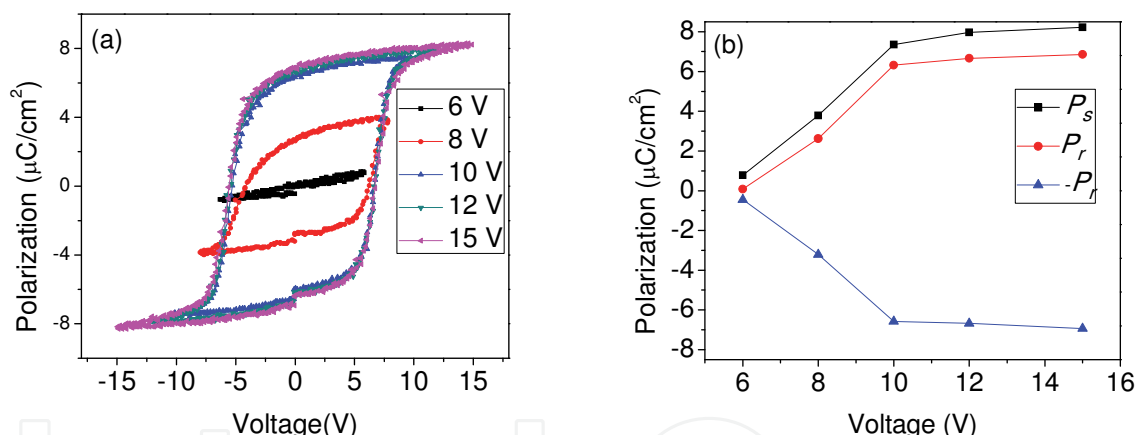 (a)
8
4
0
-4
-8
Polarization (µC/cm²)
6 V
8 V
10 V
12 V
15 V
-15 -10 -5 0 5 10 15
Voltage(V)
(b)
8
6
4
2
0
-2
-4
-6
-8
Polarization (µC/cm²)
Ps
Pr
-Pr
6 8 10 12 14 16
Voltage (V)